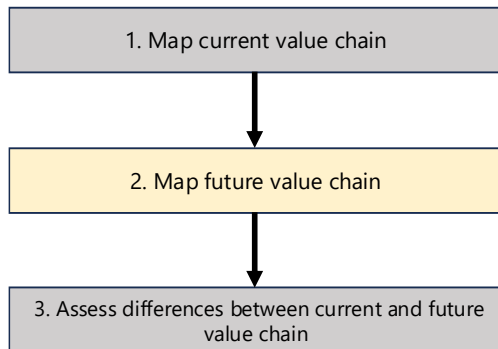 1. Map current value chain
2. Map future value chain
3. Assess differences between current and future
value chain